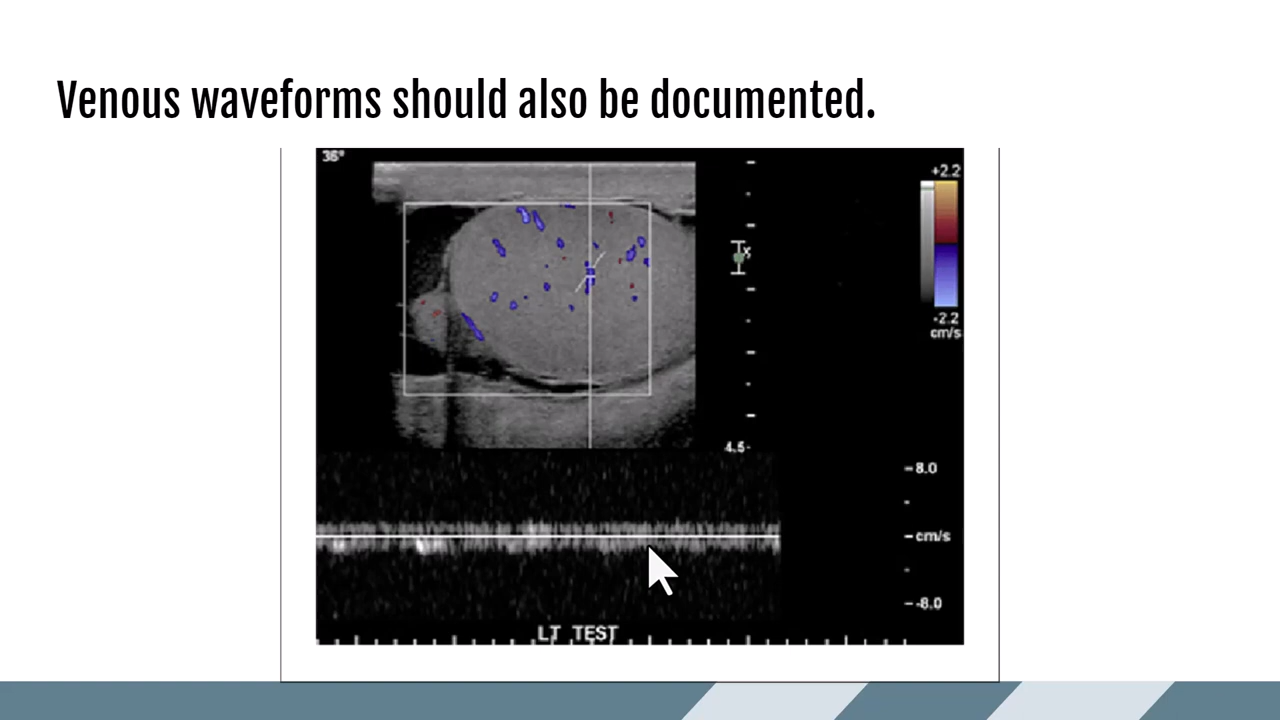 Venous waveforms should also be documented.
36°
+2.2
-2.2
cm/s
4.5-
8.0
cm/s
-8.0
LT TEST